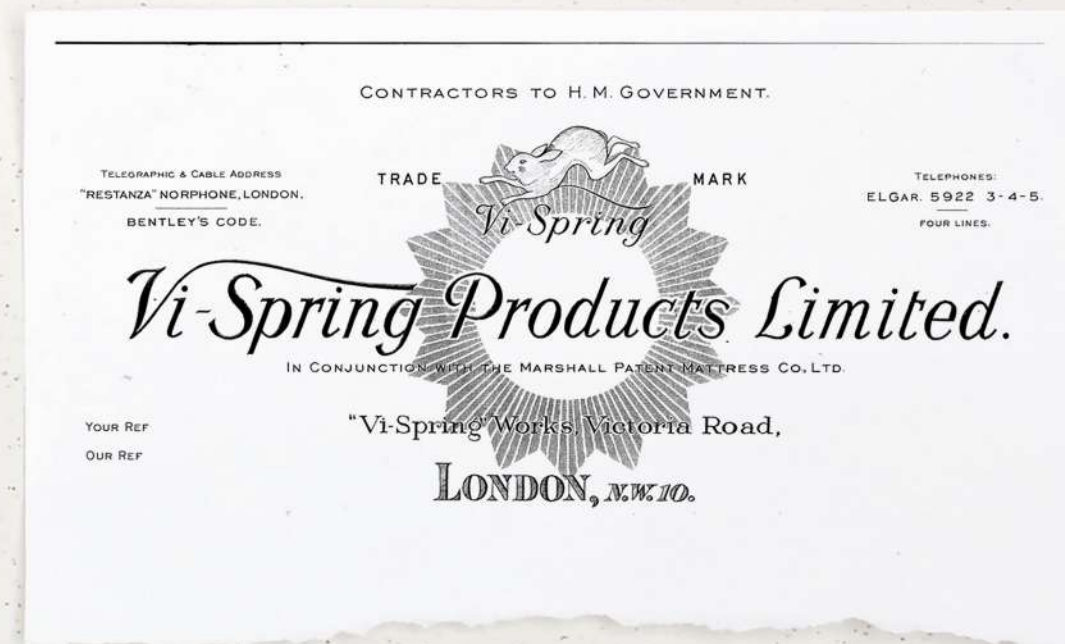 CONTRACTORS TO H.M. GOVERNMENT.
TELEGRAPHIC & CABLE ADDRESS
"RESTANZA" NORPHONE, LONDON.
BENTLEY'S CODE.
TRADE MARK
Vi-Spring
TELEPHONES:
ELGAR. 5922 3-4-5.
FOUR LINES.
Vi-Spring Products Limited.
IN CONJUNCTION WITH THE MARSHALL PATENT MATTRESS CO, LTD.
YOUR REF
OUR REF
"Vi-Spring" Works, Victoria Road,
LONDON, N.W.10.